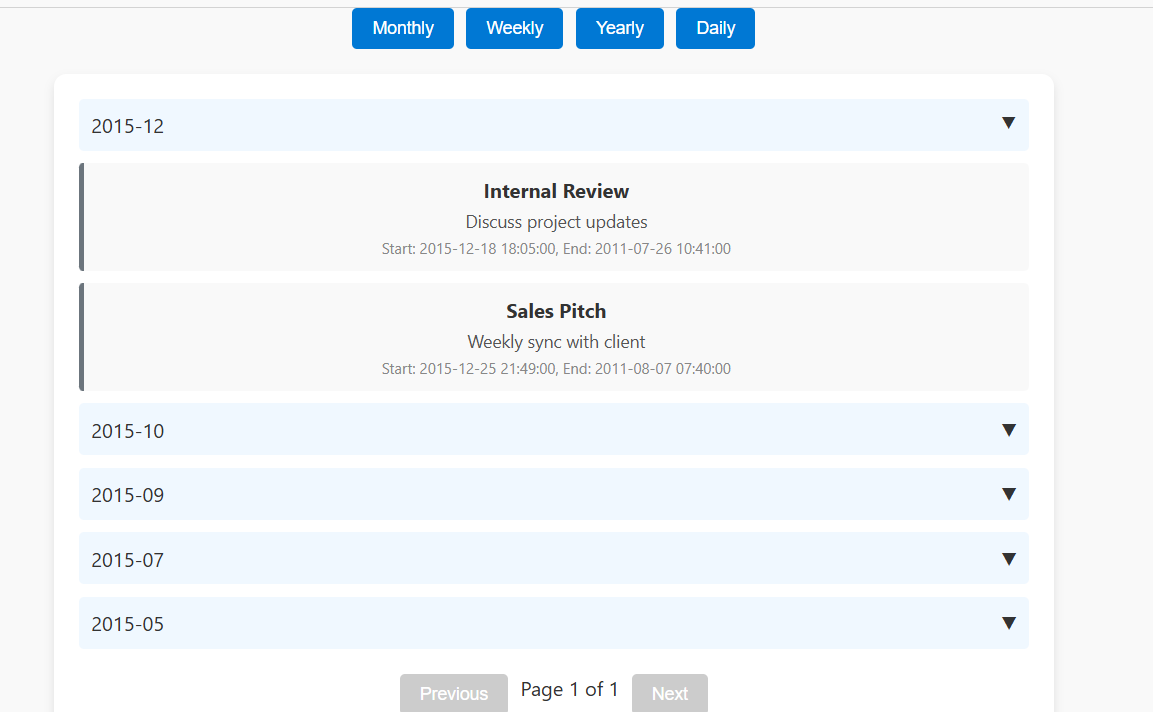 Monthly Weekly Yearly Daily
2015-12 ▼
Internal Review
Discuss project updates
Start: 2015-12-18 18:05:00, End: 2011-07-26 10:41:00
Sales Pitch
Weekly sync with client
Start: 2015-12-25 21:49:00, End: 2011-08-07 07:40:00
2015-10 ▼
2015-09 ▼
2015-07 ▼
2015-05 ▼
Previous Page 1 of 1 Next